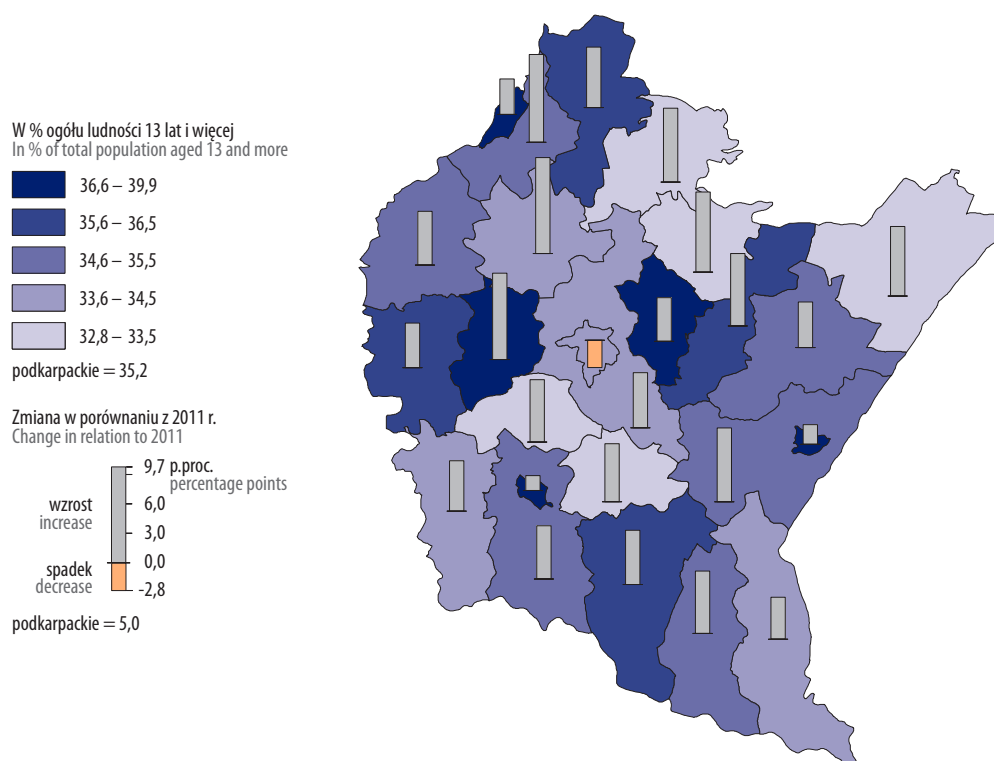 W % ogółu ludności 13 lat i więcej
In % of total population aged 13 and more
36,6 – 39,9
35,6 – 36,5
34,6 – 35,5
33,6 – 34,5
32,8 – 33,5
podkarpackie = 35,2
Zmiana w porównaniu z 2011 r.
Change in relation to 2011
9,7 p.proc.
percentage points
wzrost
increase
6,0
3,0
0,0
spadek
decrease
-2,8
podkarpackie = 5,0